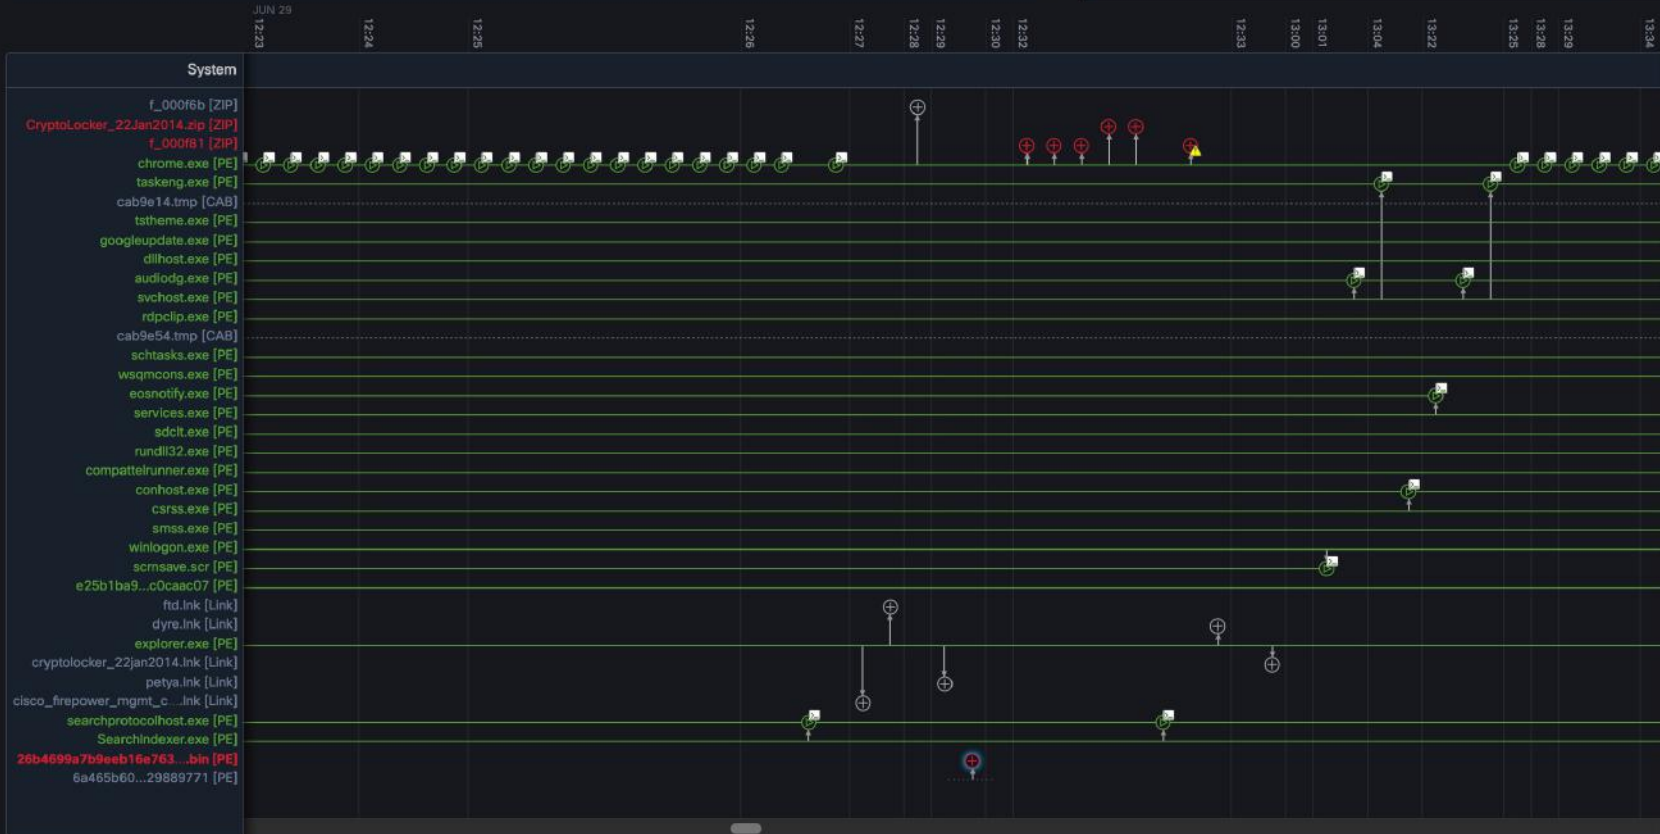 JUN 29
12:23 12:24 12:25 12:26 12:27 12:28 12:29 12:30 12:32 12:33 13:00 13:01 13:04 13:22 13:25 13:28 13:29 13:34
System
f_000f6b [ZIP]
CryptoLocker_22Jan2014.zip [ZIP]
f_000f81 [ZIP]
chrome.exe [PE]
taskeng.exe [PE]
cab9e14.tmp [CAB]
tstheme.exe [PE]
googleupdate.exe [PE]
dllhost.exe [PE]
audiodg.exe [PE]
svchost.exe [PE]
rdpclip.exe [PE]
cab9e54.tmp [CAB]
schtasks.exe [PE]
wsqmcons.exe [PE]
eosnotify.exe [PE]
services.exe [PE]
sdclt.exe [PE]
rundll32.exe [PE]
compattelrunner.exe [PE]
conhost.exe [PE]
csrss.exe [PE]
smss.exe [PE]
winlogon.exe [PE]
scrnsave.scr [PE]
e25b1ba9...c0caac07 [PE]
ftd.lnk [Link]
dyre.lnk [Link]
explorer.exe [PE]
cryptolocker_22jan2014.lnk [Link]
petya.lnk [Link]
cisco_firepower_mgmt_c...lnk [Link]
searchprotocolhost.exe [PE]
SearchIndexer.exe [PE]
26b4699a7b9eeb16e763....bin [PE]
6a465b60...29889771 [PE]